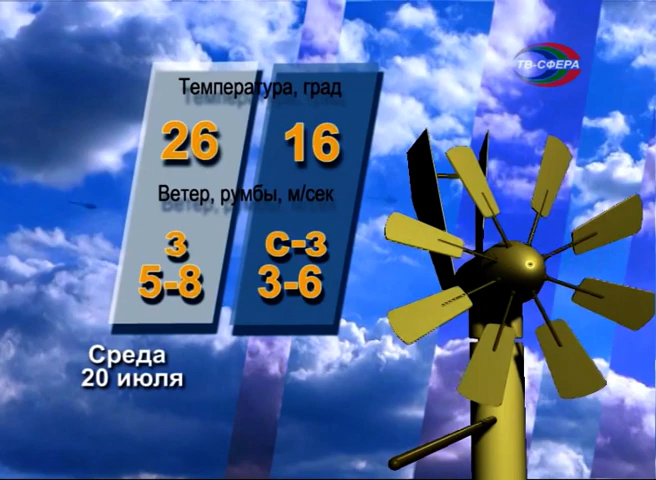 ТВ-СФЕРА
Температура, град
26 16
Ветер, румбы, м/сек
З С-З
5-8 3-6
Среда
20 июля